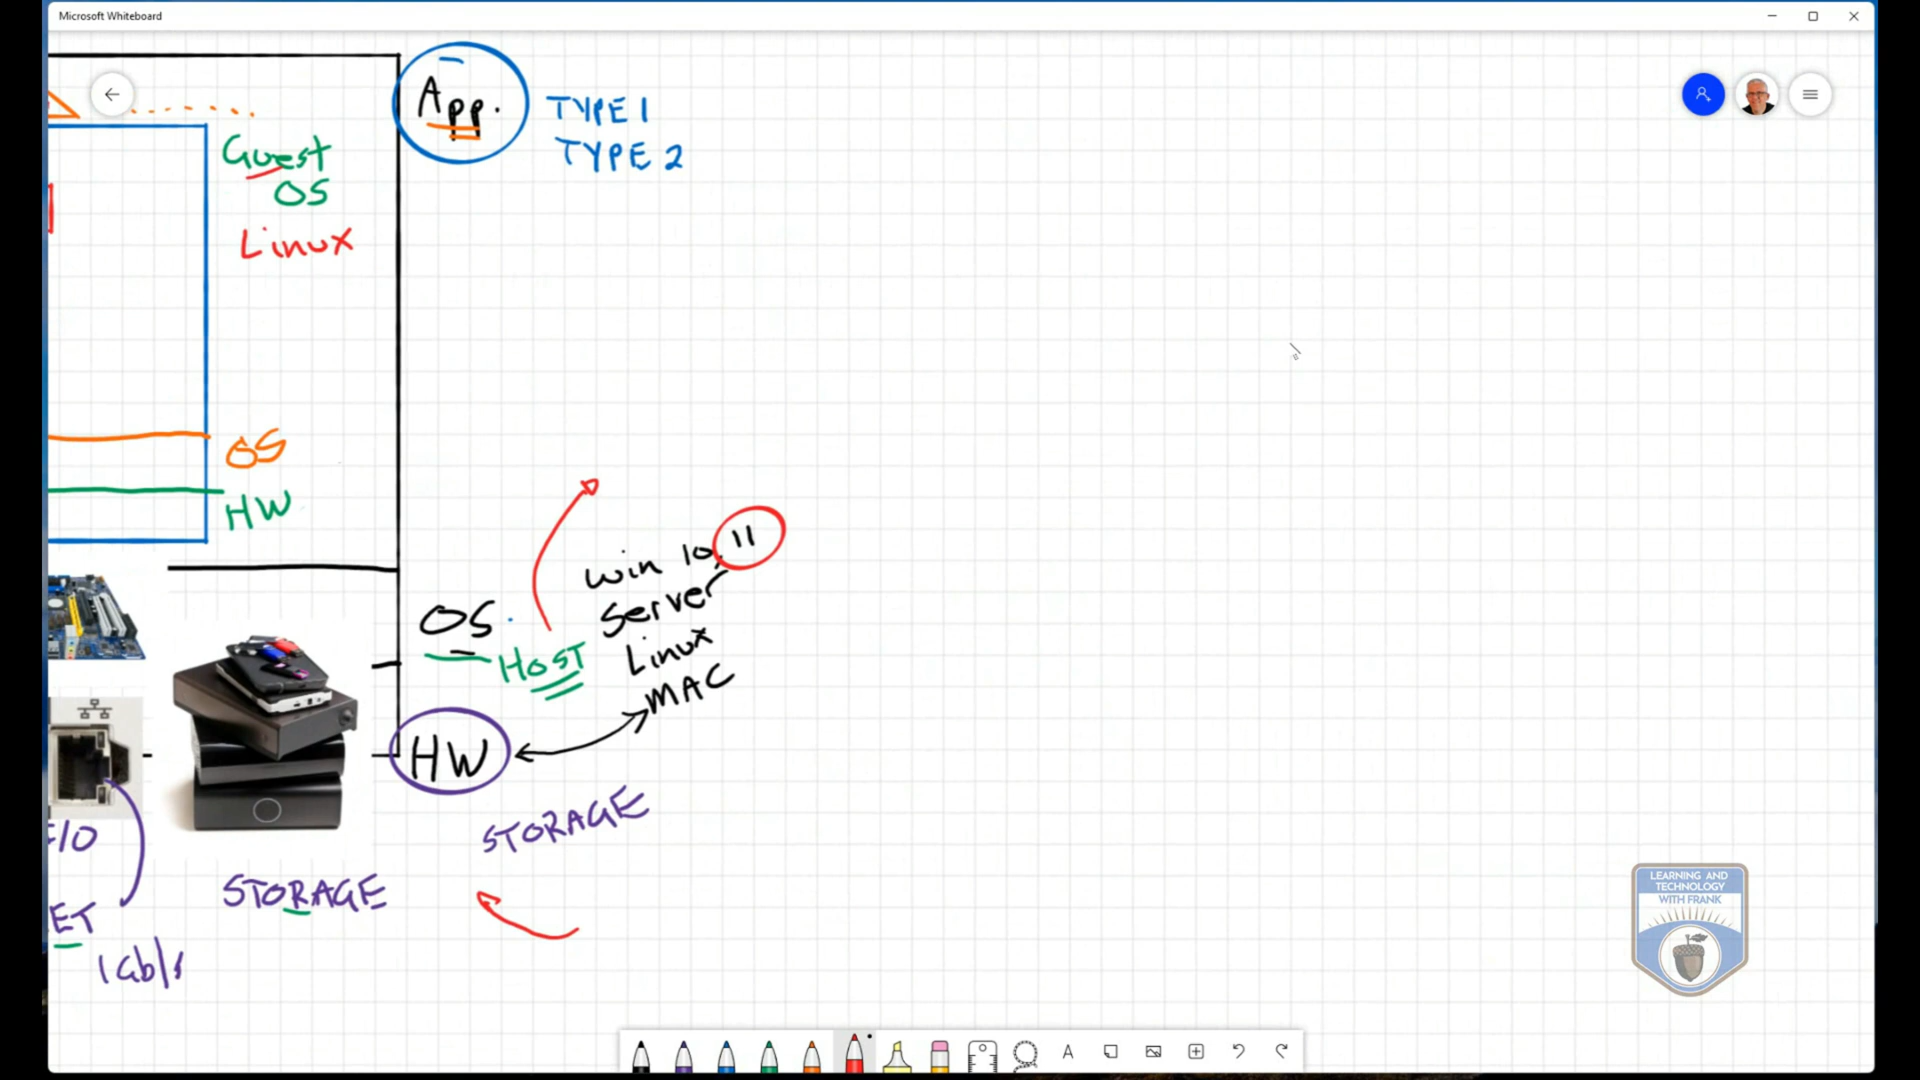 Microsoft Whiteboard
App.
TYPE 1
TYPE 2
Guest
OS
Linux
OS
HW
Win 10, 11
Server
Linux
MAC
OS
HOST
HW
STORAGE
STORAGE
1Gb/s
LEARNING AND
TECHNOLOGY
WITH FRANK
A